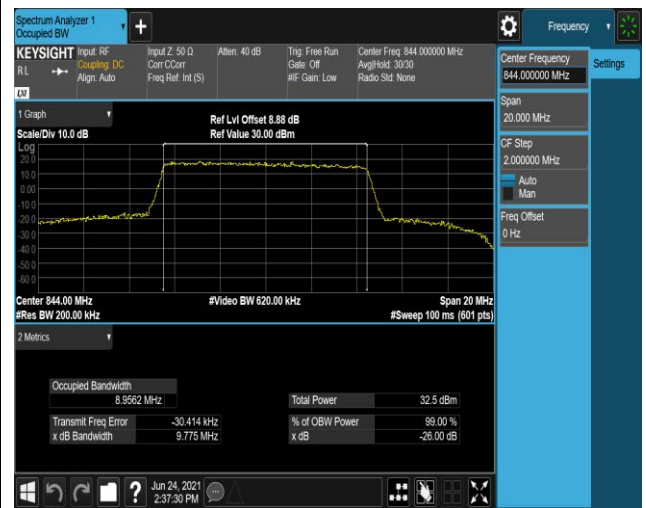 Spectrum Analyzer 1
Occupied BW
Frequency
KEYSIGHT
RL
LXI
Input: RF
Coupling: DC
Align: Auto
Input Z: 50 Ω
Corr CCorr
Freq Ref: Int (S)
Atten: 40 dB
Trig: Free Run
Gate: Off
#IF Gain: Low
Center Freq: 844.000000 MHz
Avg|Hold: 30/30
Radio Std: None
Center Frequency
844.000000 MHz
Settings
Span
20.000 MHz
CF Step
2.000000 MHz
Auto
Man
Freq Offset
0 Hz
1 Graph
Scale/Div 10.0 dB
Ref Lvl Offset 8.88 dB
Ref Value 30.00 dBm
Log
20.0
10.0
0.00
-10.0
-20.0
-30.0
-40.0
-50.0
-60.0
Center 844.00 MHz
#Video BW 620.00 kHz
Span 20 MHz
#Res BW 200.00 kHz
#Sweep 100 ms (601 pts)
2 Metrics
Occupied Bandwidth
8.9562 MHz
Total Power 32.5 dBm
Transmit Freq Error -30.414 kHz
% of OBW Power 99.00 %
x dB Bandwidth 9.775 MHz
x dB -26.00 dB
?
Jun 24, 2021
2:37:30 PM